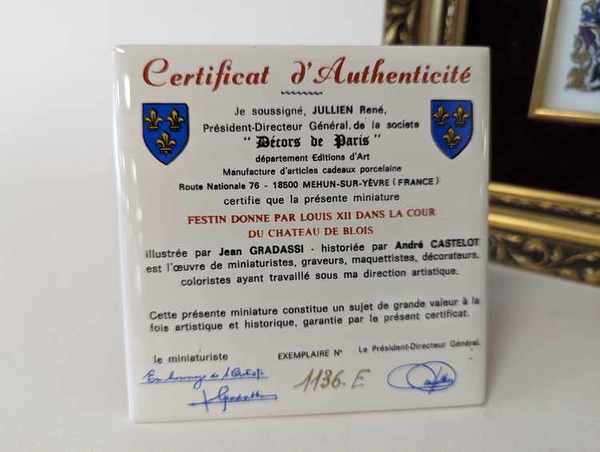 Certificat d'Authenticité
Je soussigné, JULLIEN René,
Président-Directeur Général, de la societe
" Décors de Paris "
département Editions d'Art
Manufacture d'articles cadeaux porcelaine
Route Nationale 76 - 18500 MEHUN-SUR-YÈVRE (FRANCE)
certifie que la présente miniature
FESTIN DONNE PAR LOUIS XII DANS LA COUR
DU CHATEAU DE BLOIS
illustrée par Jean GRADASSI - historiée par André CASTELOT
est l'œuvre de miniaturistes, graveurs, maquettistes, décorateurs,
coloristes ayant travaillé sous ma direction artistique.
Cette présente miniature constitue un sujet de grande valeur à la
fois artistique et historique, garantie par le présent certificat.
le miniaturiste EXEMPLAIRE N° Le Président-Directeur Général.
1136. E